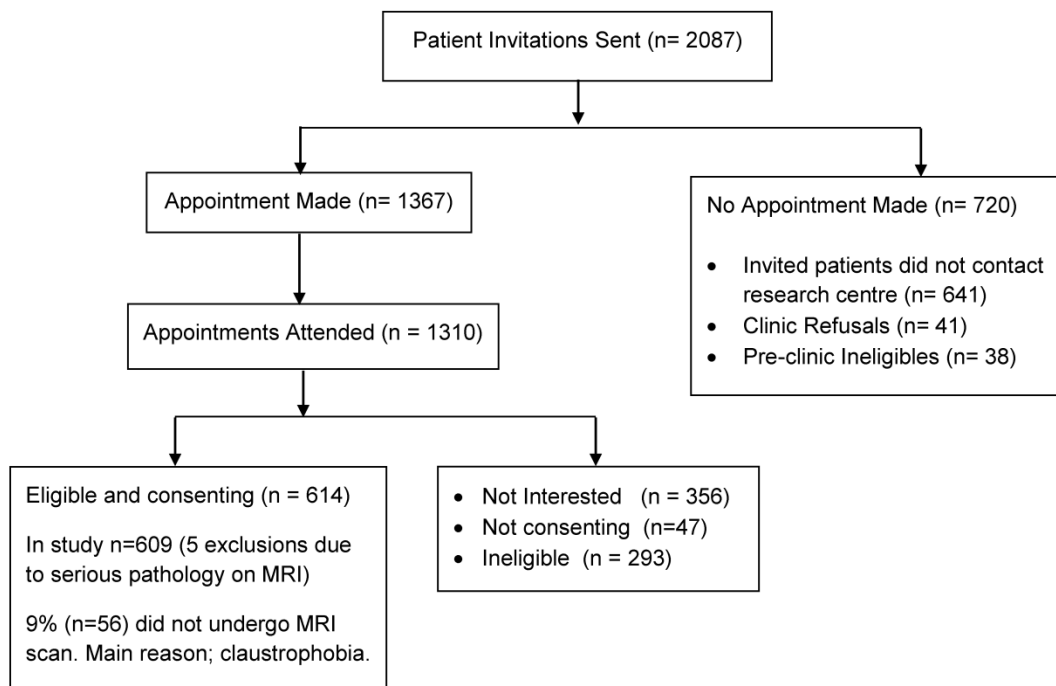 Patient Invitations Sent (n= 2087)
Appointment Made (n= 1367)
No Appointment Made (n= 720)
• Invited patients did not contact
research centre (n= 641)
• Clinic Refusals (n= 41)
• Pre-clinic Ineligibles (n= 38)
Appointments Attended (n = 1310)
Eligible and consenting (n = 614)
In study n=609 (5 exclusions due
to serious pathology on MRI)
9% (n=56) did not undergo MRI
scan. Main reason; claustrophobia.
• Not Interested (n = 356)
• Not consenting (n=47)
• Ineligible (n = 293)